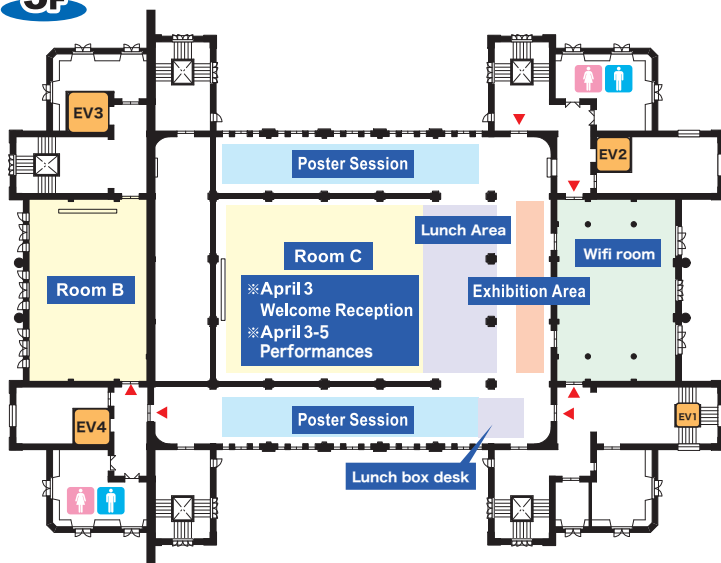 EV3
EV2
Poster Session
Lunch Area
Wifi room
Room C
※April 3
Welcome Reception
※April 3-5
Performances
Room B
Exhibition Area
Poster Session
EV4
EV1
Lunch box desk